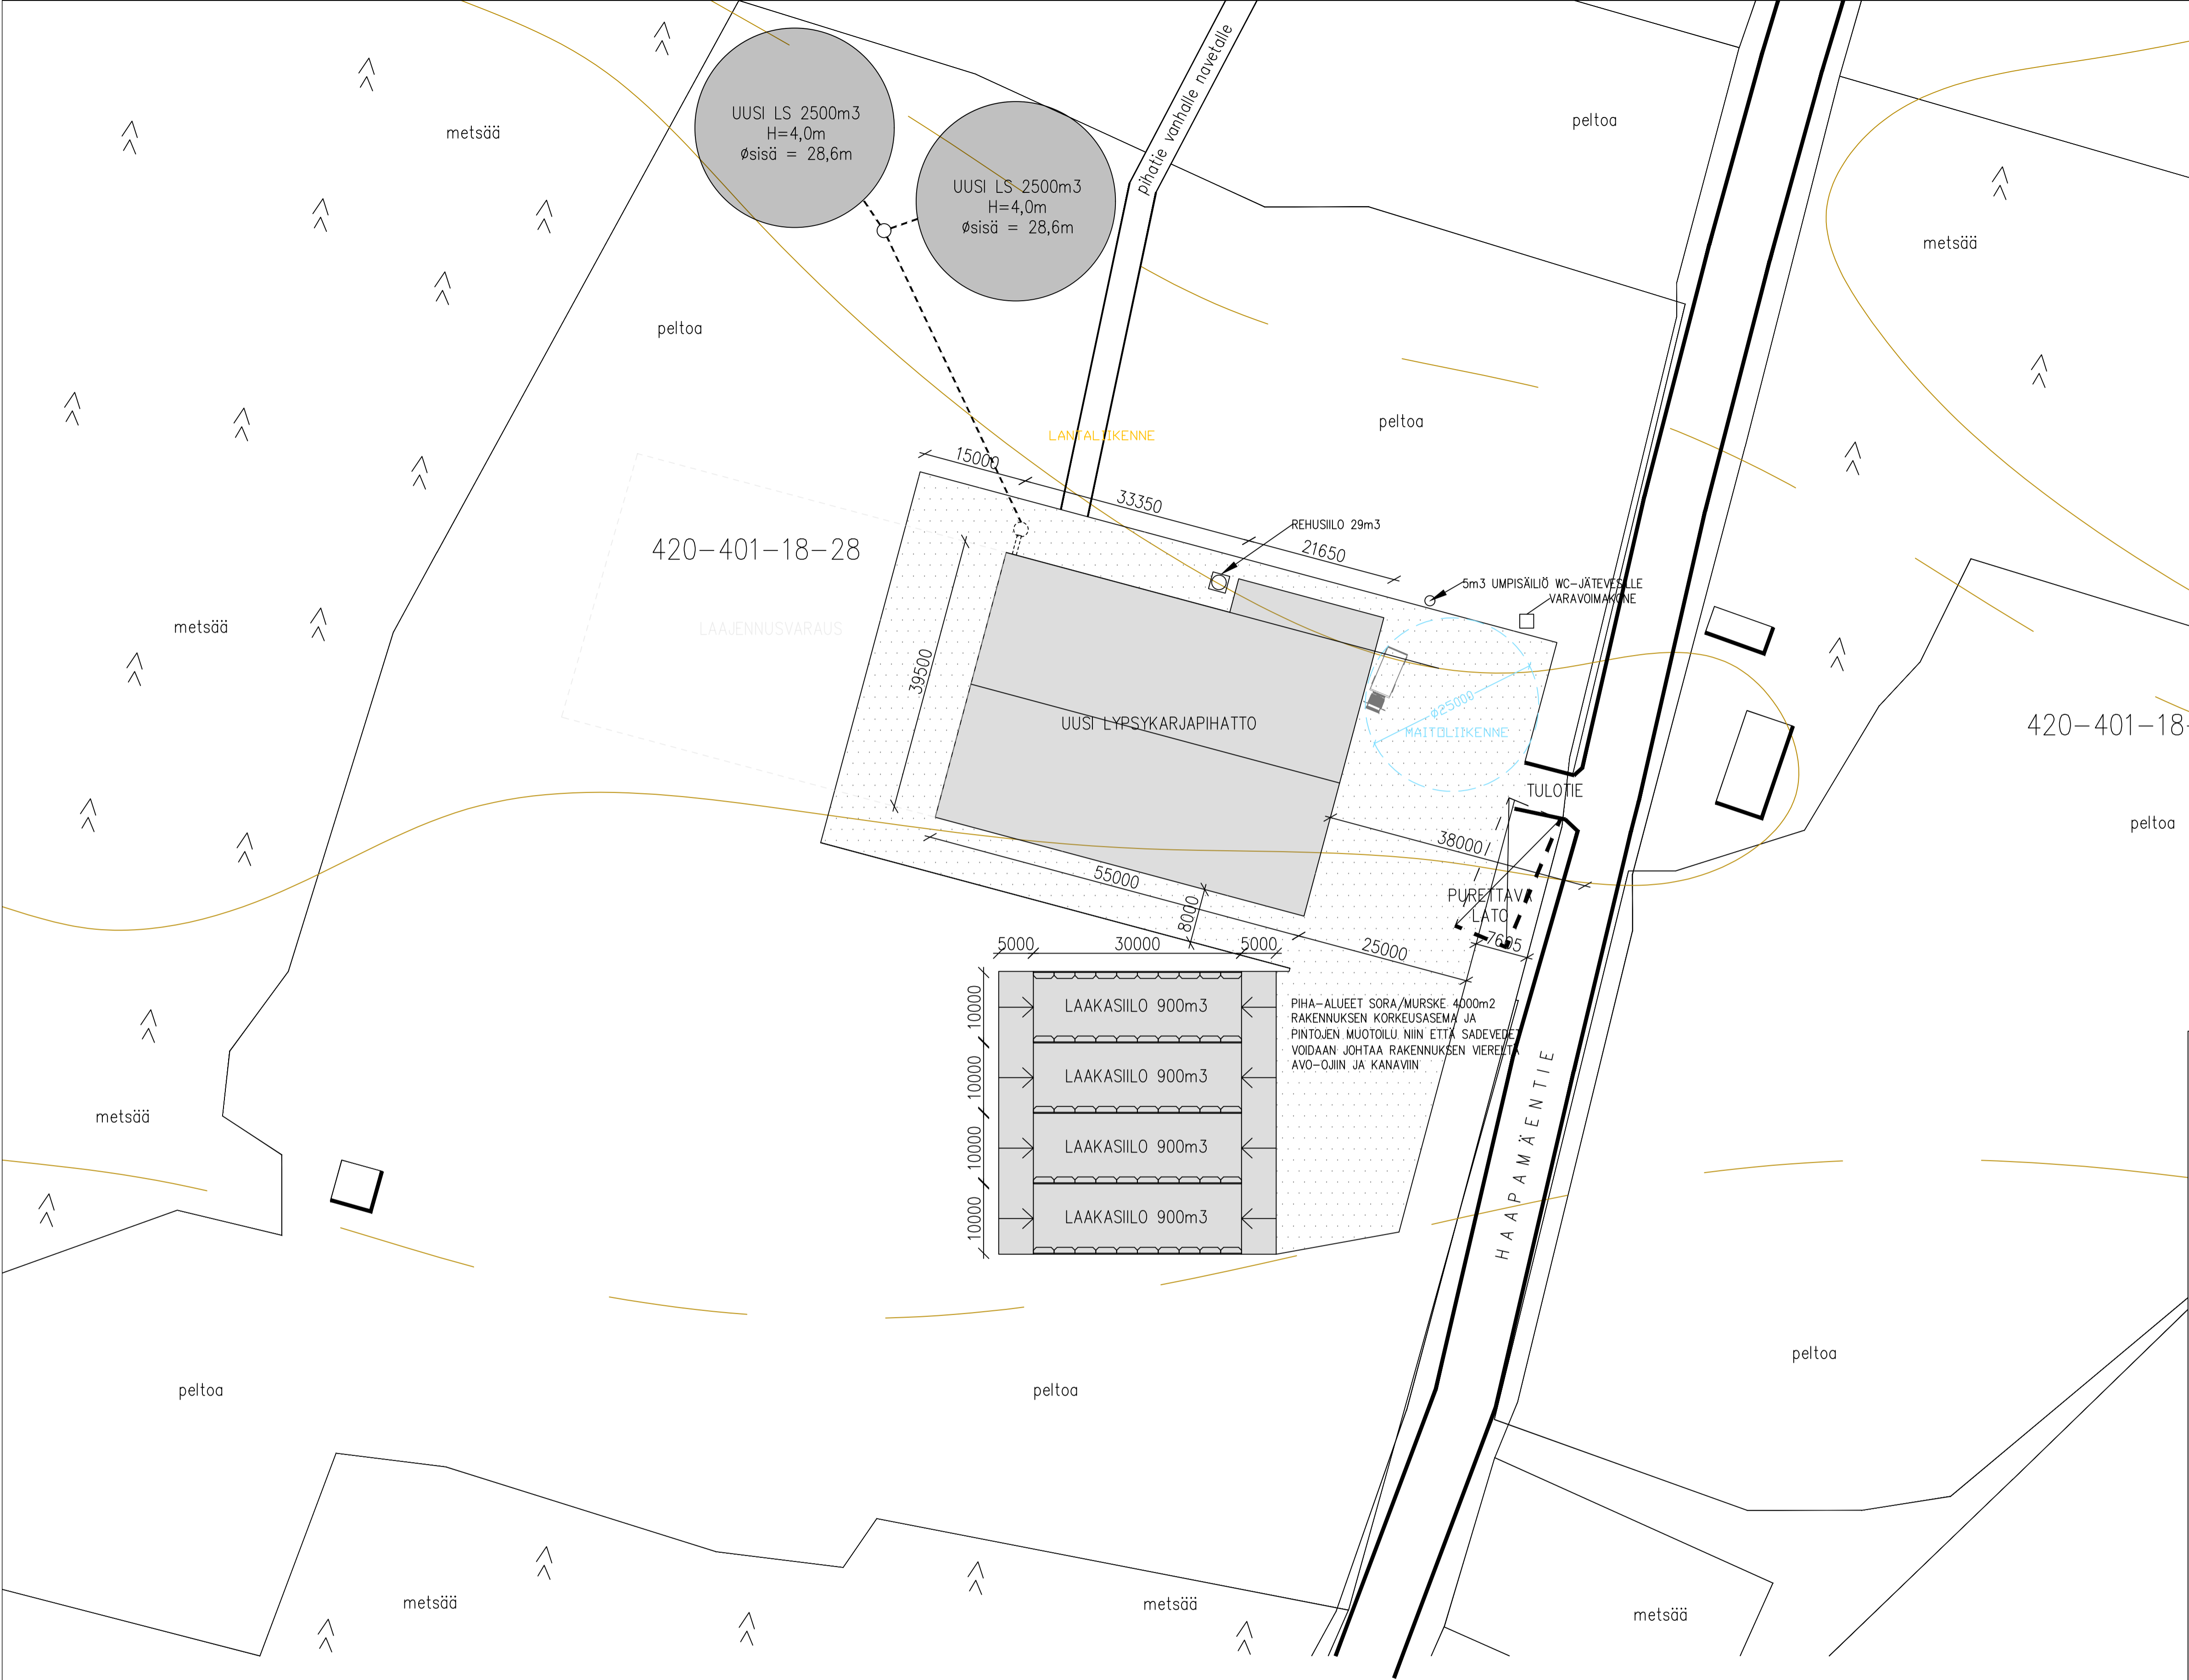 UUSI LS 2500m3
H=4,0m
øsisä = 28,6m
UUSI LS 2500m3
H=4,0m
øsisä = 28,6m
pihatie vanhalle navetalle
metsää
peltoa
metsää
peltoa
peltoa
LANTALIIKENNE
15000
33350
21650
REHUSIILO 29m3
5m3 UMPISÄILIÖ WC-JÄTEVESILLE
VARAVOIMAKONE
420-401-18-28
LAAJENNUSVARAUS
metsää
39500
UUSI LYPSYKARJAPIHATTO
ø25000
MAITOLIIKENNE
420-401-18-
TULOTIE
peltoa
38000
55000
8000
PURETTAVA
LATO
7605
25000
5000
30000
5000
10000
LAAKASIILO 900m3
10000
LAAKASIILO 900m3
10000
LAAKASIILO 900m3
10000
LAAKASIILO 900m3
PIHA-ALUEET SORA/MURSKE 4000m2
RAKENNUKSEN KORKEUSASEMA JA
PINTOJEN MUOTOILU NIIN ETTÄ SADEVEDET
VOIDAAN JOHTAA RAKENNUKSEN VIERELTÄ
AVO-OJIIN JA KANAVIIN
HAAPAMÄENTIE
metsää
peltoa
peltoa
peltoa
metsää
metsää
metsää